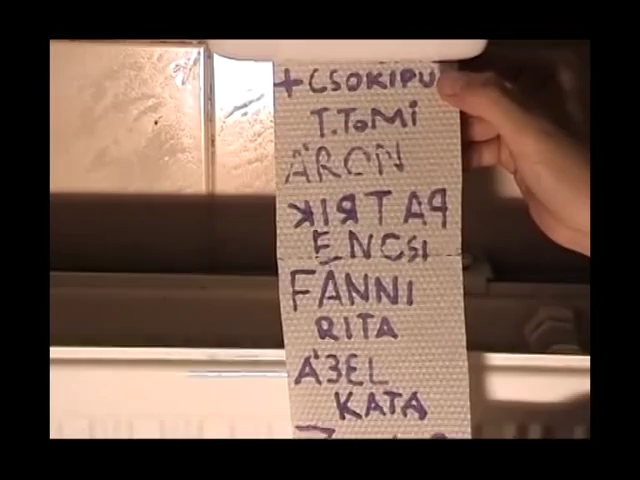 +CSOKIPU
T.ToMi
ÁRON
PATRIK
ENCSI
FANNI
RITA
ÁBEL
KATA